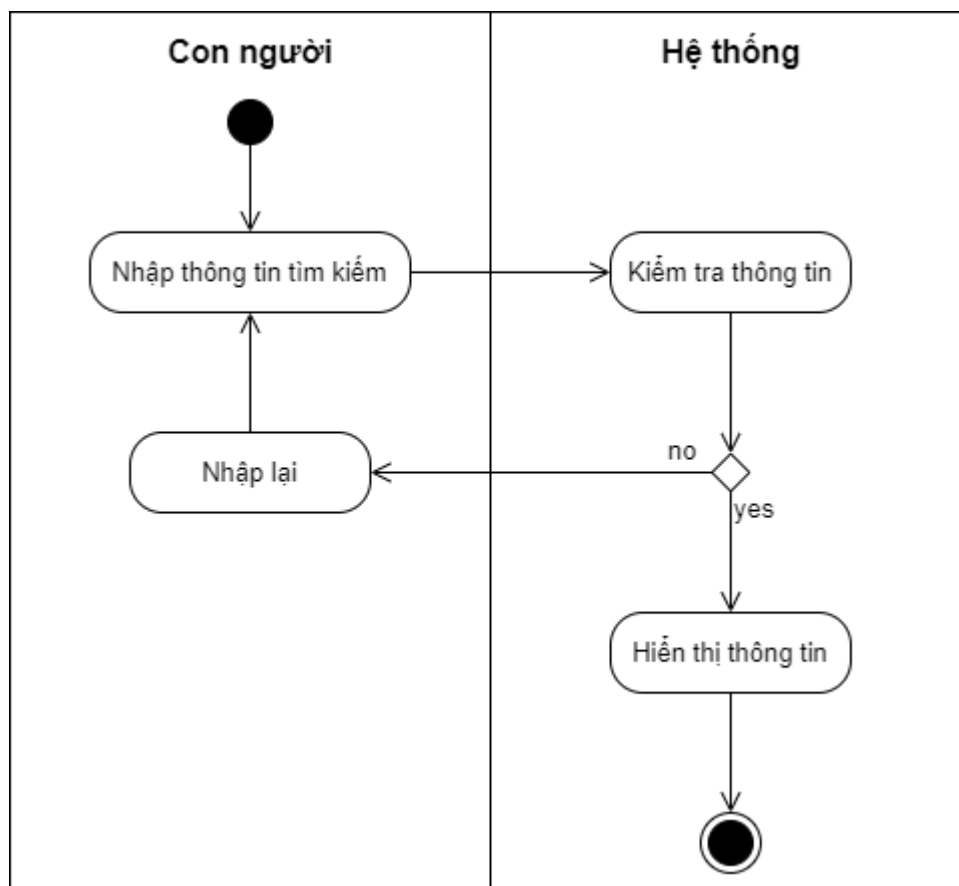 Con người
Hệ thống
Nhập thông tin tìm kiếm
Kiểm tra thông tin
Nhập lại
no
yes
Hiển thị thông tin